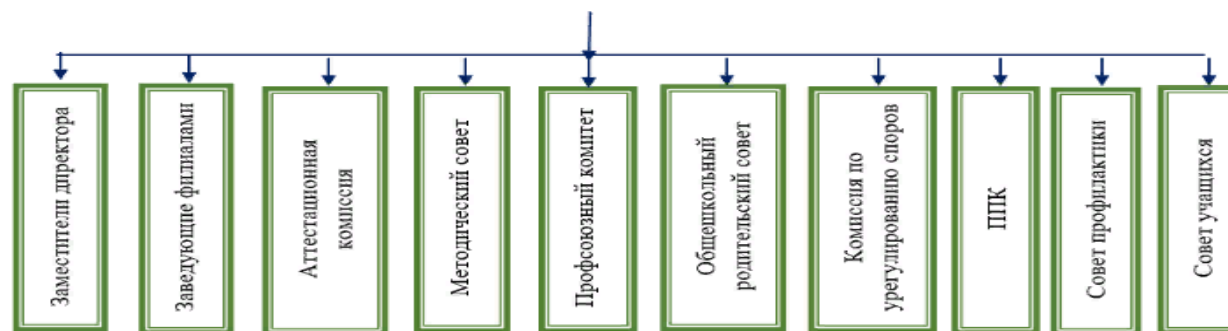 Заместители директора
Заведующие филиалами
Аттестационная
комиссия
Методический совет
Профсоюзный комитет
Общешкольный
родительский совет
Комиссия по
урегулированию споров
ППК
Совет профилактики
Совет учащихся